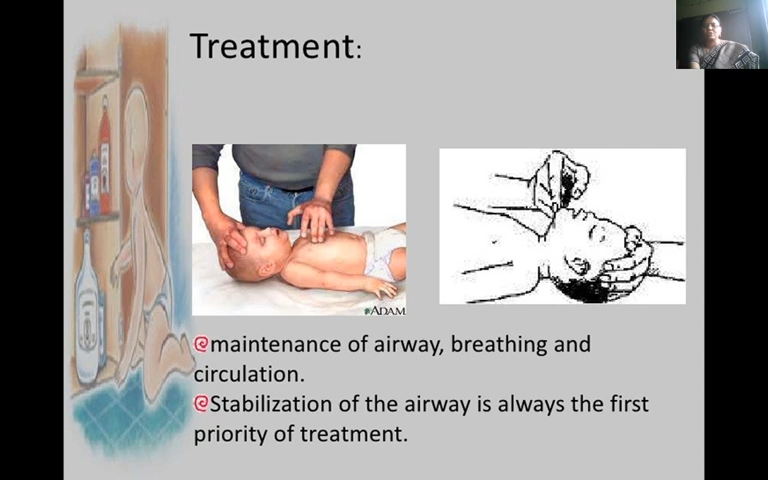 Treatment:
ADAM
maintenance of airway, breathing and
circulation.
Stabilization of the airway is always the first
priority of treatment.